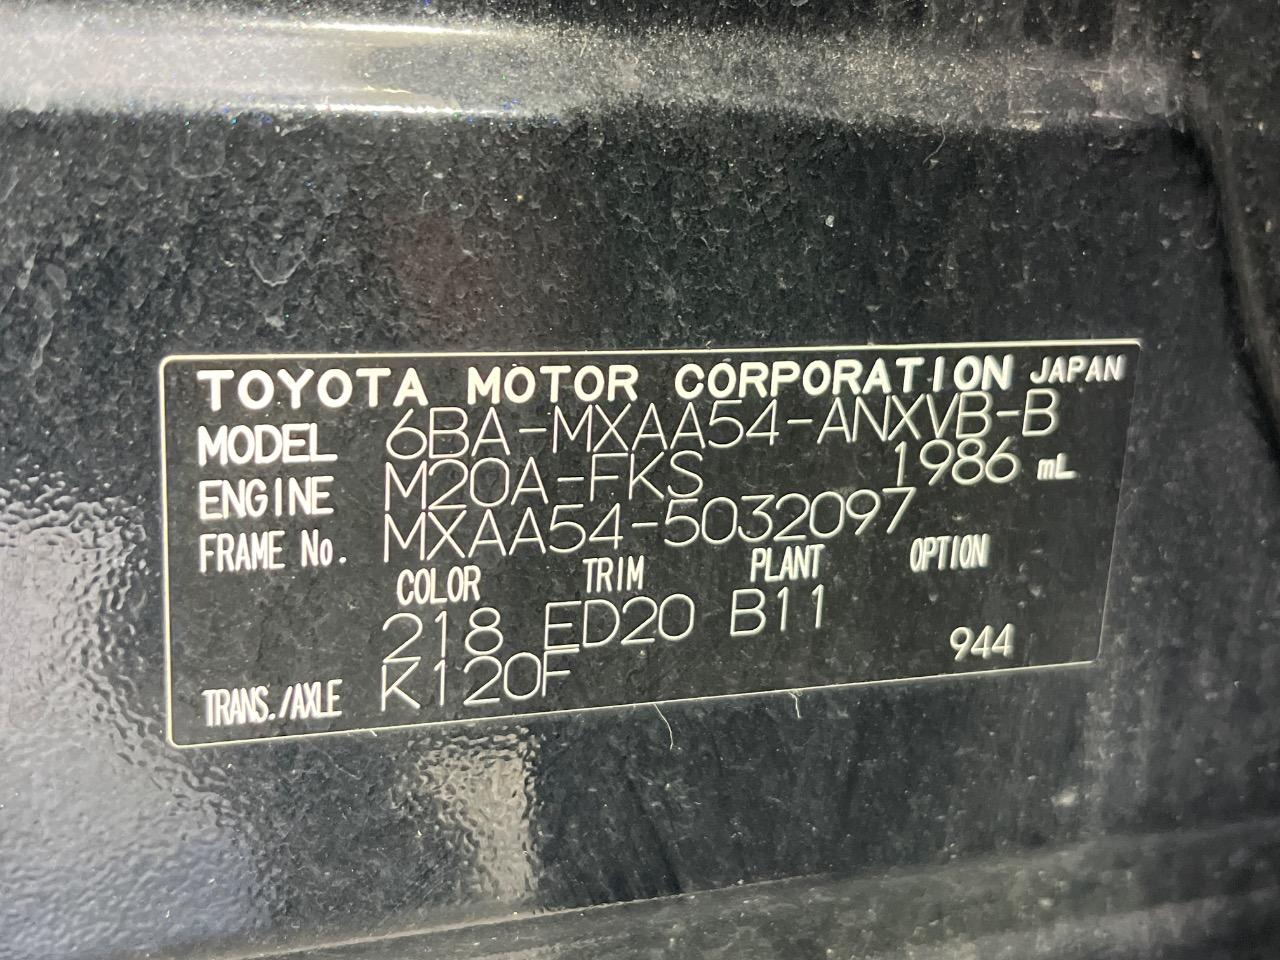 TOYOTA MOTOR CORPORATION JAPAN
MODEL 6BA-MXAA54-ANXVB-B
ENGINE M20A-FKS 1986 mL
FRAME No. MXAA54-5032097
COLOR TRIM PLANT OPTION
218 ED20 B11 944
TRANS./AXLE K120F